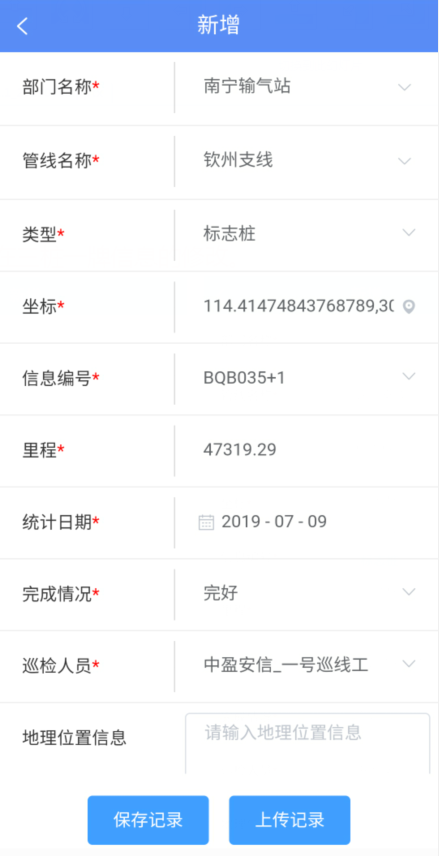 新增
部门名称* 南宁输气站
管线名称* 钦州支线
类型* 标志桩
坐标* 114.41474843768789,30
信息编号* BQB035+1
里程* 47319.29
统计日期* 2019 - 07 - 09
完成情况* 完好
巡检人员* 中盈安信_一号巡线工
地理位置信息 请输入地理位置信息
保存记录 上传记录